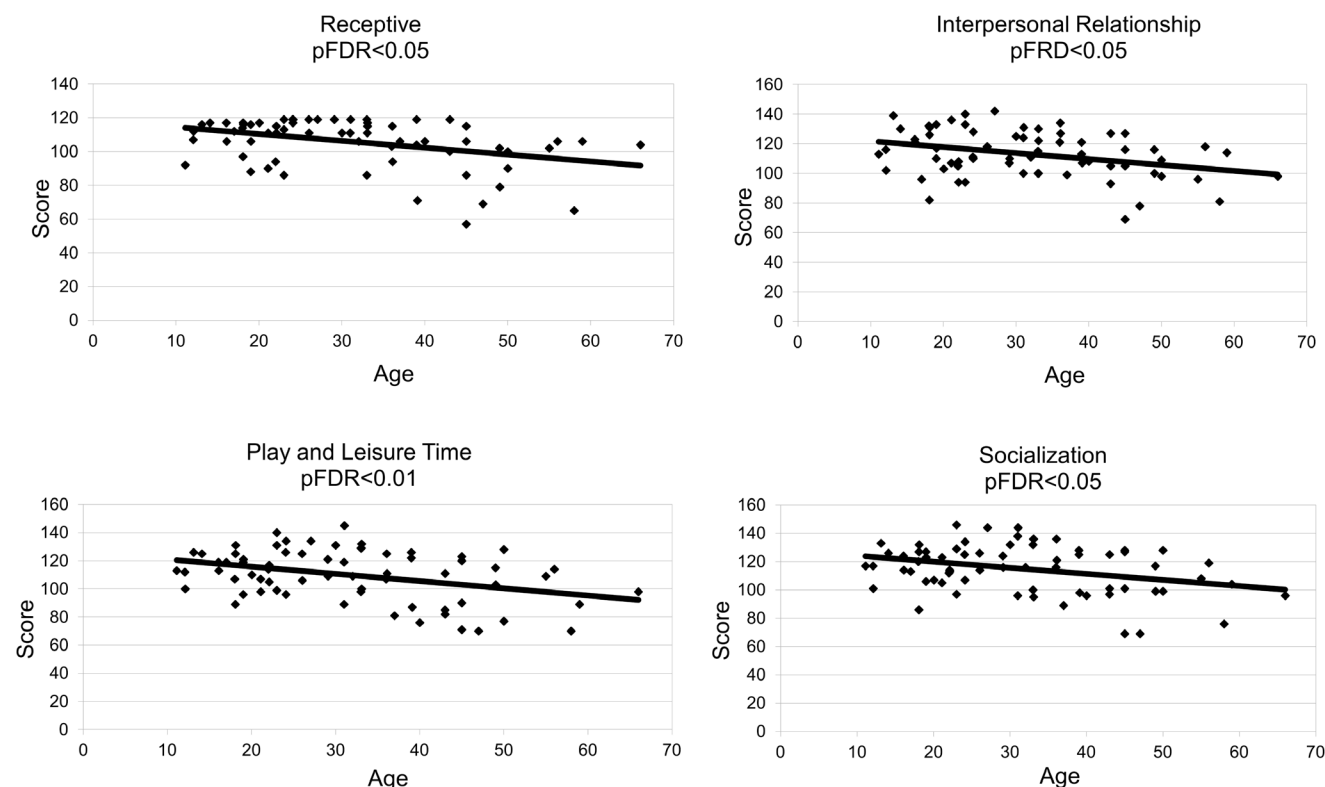 Receptive
pFDR<0.05
140
120
100
80
60
40
20
0
Score
0 10 20 30 40 50 60 70
Age
Interpersonal Relationship
pFRD<0.05
160
140
120
100
80
60
40
20
0
Score
0 10 20 30 40 50 60 70
Age
Play and Leisure Time
pFDR<0.01
160
140
120
100
80
60
40
20
0
Score
0 10 20 30 40 50 60 70
Age
Socialization
pFDR<0.05
160
140
120
100
80
60
40
20
0
Score
0 10 20 30 40 50 60 70
Age